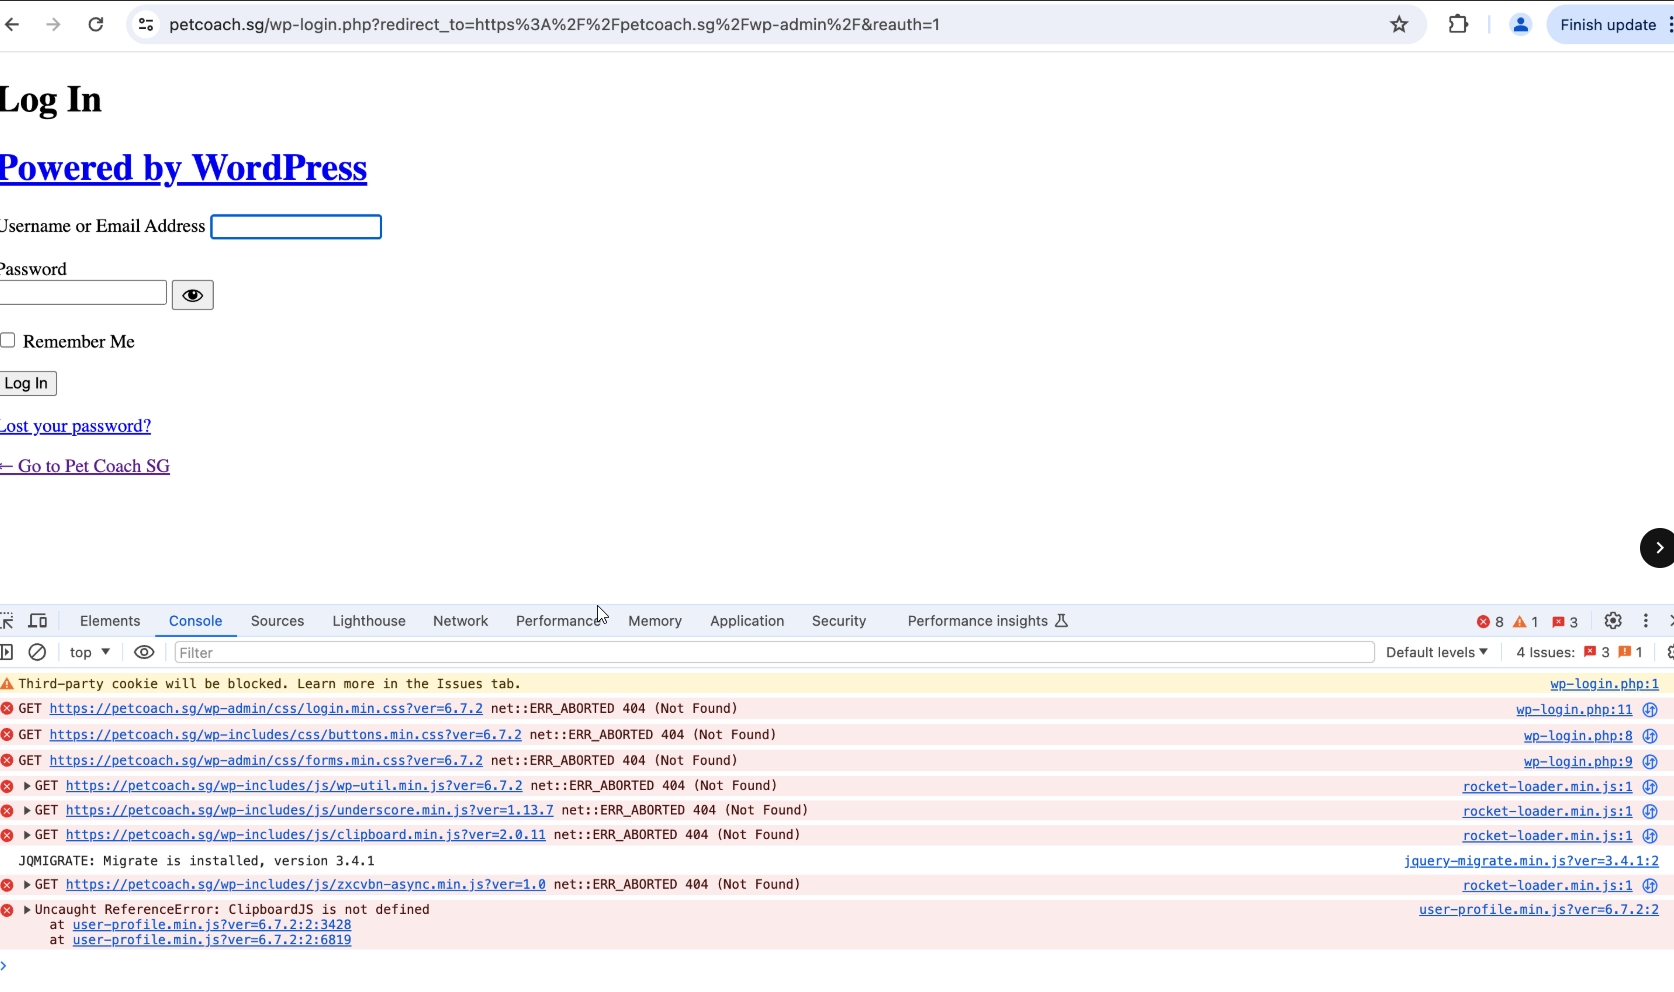 petcoach.sg/wp-login.php?redirect_to=https%3A%2F%2Fpetcoach.sg%2Fwp-admin%2F&reauth=1
Finish update
Log In
Powered by WordPress
Username or Email Address
Password
Remember Me
Log In
Lost your password?
← Go to Pet Coach SG
Elements Console Sources Lighthouse Network Performance Memory Application Security Performance insights 8 1 3
top Filter Default levels 4 Issues: 3 1
Third-party cookie will be blocked. Learn more in the Issues tab. wp-login.php:1
GET https://petcoach.sg/wp-admin/css/login.min.css?ver=6.7.2 net::ERR_ABORTED 404 (Not Found) wp-login.php:11
GET https://petcoach.sg/wp-includes/css/buttons.min.css?ver=6.7.2 net::ERR_ABORTED 404 (Not Found) wp-login.php:8
GET https://petcoach.sg/wp-admin/css/forms.min.css?ver=6.7.2 net::ERR_ABORTED 404 (Not Found) wp-login.php:9
GET https://petcoach.sg/wp-includes/js/wp-util.min.js?ver=6.7.2 net::ERR_ABORTED 404 (Not Found) rocket-loader.min.js:1
GET https://petcoach.sg/wp-includes/js/underscore.min.js?ver=1.13.7 net::ERR_ABORTED 404 (Not Found) rocket-loader.min.js:1
GET https://petcoach.sg/wp-includes/js/clipboard.min.js?ver=2.0.11 net::ERR_ABORTED 404 (Not Found) rocket-loader.min.js:1
JQMIGRATE: Migrate is installed, version 3.4.1 jquery-migrate.min.js?ver=3.4.1:2
GET https://petcoach.sg/wp-includes/js/zxcvbn-async.min.js?ver=1.0 net::ERR_ABORTED 404 (Not Found) rocket-loader.min.js:1
Uncaught ReferenceError: ClipboardJS is not defined user-profile.min.js?ver=6.7.2:2
at user-profile.min.js?ver=6.7.2:2:3428
at user-profile.min.js?ver=6.7.2:2:6819